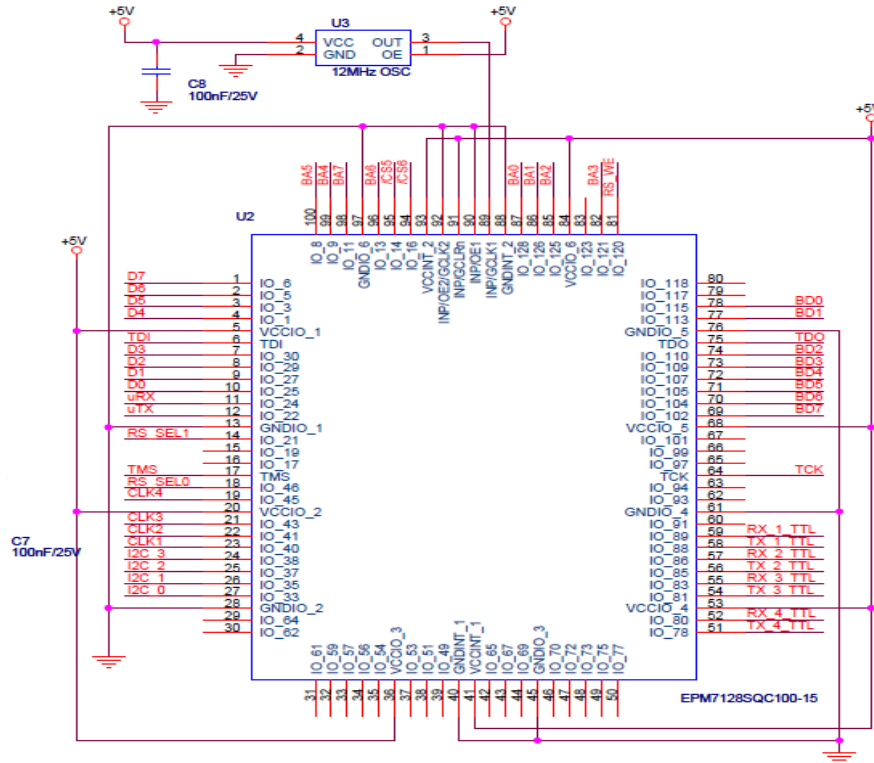 +5V
U3
+5V
4 VCC OUT 3
2 GND OE 1
12MHz OSC
C8
100nF/25V
+5V
BA5 BA4 BA7 BA6 /CS5 /CS6 BA0 BA1 BA2 BA3 RS_WE
100 99 98 97 96 95 94 93 92 91 90 89 88 87 86 85 84 83 82 81
U2
IO_8 IO_9 IO_11 GNDIO_6 IO_13 IO_14 IO_16 VCCINT_2 INP/OE2/GCLK2 INP/GCLRn INP/OE1 INP/GCLK1 GNDINT_2 IO_128 IO_126 IO_125 VCCIO_6 IO_123 IO_121 IO_120
+5V
D7 1 IO_6 IO_118 80
D6 2 IO_5 IO_117 79
D5 3 IO_3 IO_115 78 BD0
D4 4 IO_1 IO_113 77 BD1
5 VCCIO_1 GNDIO_5 76
TDI 6 TDI TDO 75 TDO
D3 7 IO_30 IO_110 74 BD2
D2 8 IO_29 IO_109 73 BD3
D1 9 IO_27 IO_107 72 BD4
D0 10 IO_25 IO_105 71 BD5
uRX 11 IO_24 IO_104 70 BD6
uTX 12 IO_22 IO_102 69 BD7
13 GNDIO_1 VCCIO_5 68
RS_SEL1 14 IO_21 IO_101 67
15 IO_19 IO_99 66
16 IO_17 IO_97 65
TMS 17 TMS TCK 64 TCK
RS_SEL0 18 IO_46 IO_94 63
CLK4 19 IO_45 IO_93 62
20 VCCIO_2 GNDIO_4 61
CLK3 21 IO_43 IO_91 60
CLK2 22 IO_41 IO_89 59 RX_1_TTL
CLK1 23 IO_40 IO_88 58 TX_1_TTL
I2C_3 24 IO_38 IO_86 57 RX_2_TTL
I2C_2 25 IO_37 IO_85 56 TX_2_TTL
I2C_1 26 IO_35 IO_83 55 RX_3_TTL
I2C_0 27 IO_33 IO_81 54 TX_3_TTL
28 GNDIO_2 VCCIO_4 53
29 IO_64 IO_80 52 RX_4_TTL
30 IO_62 IO_78 51 TX_4_TTL
C7
100nF/25V
IO_61 IO_59 IO_57 IO_56 IO_54 VCCIO_3 IO_53 IO_51 IO_49 GNDINT_1 VCCINT_1 IO_65 IO_67 IO_69 GNDIO_3 IO_70 IO_72 IO_73 IO_75 IO_77
31 32 33 34 35 36 37 38 39 40 41 42 43 44 45 46 47 48 49 50
EPM7128SQC100-15